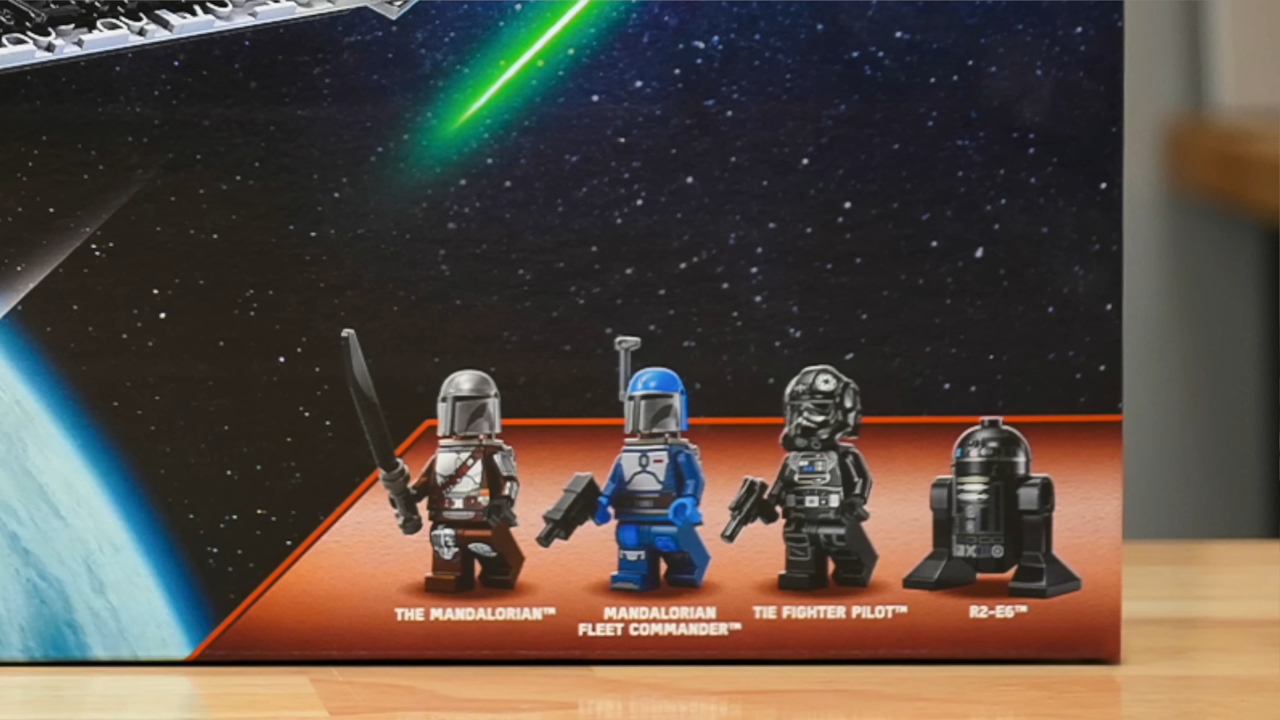 THE MANDALORIAN™
MANDALORIAN
FLEET COMMANDER™
TIE FIGHTER PILOT™
R2-E6™